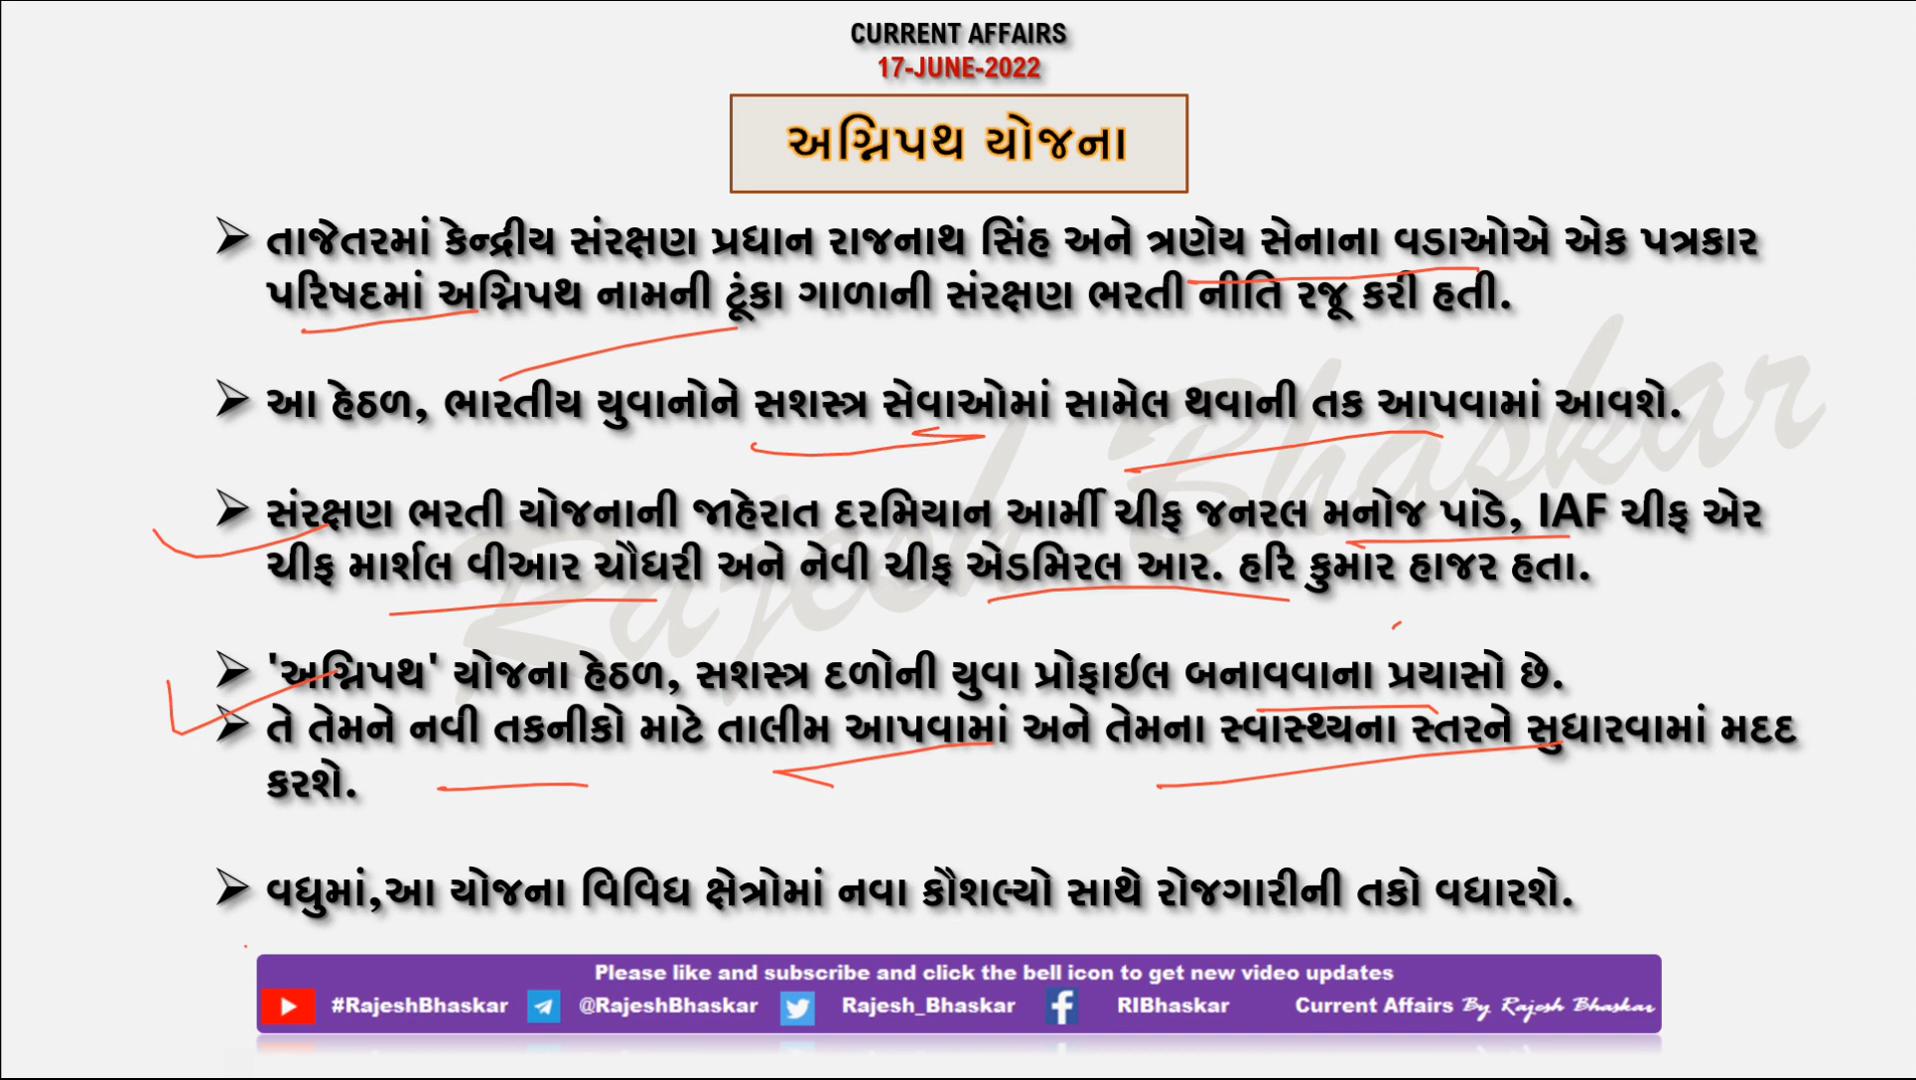 CURRENT AFFAIRS
17-JUNE-2022
અગ્નિપથ યોજના
તાજેતરમાં કેન્દ્રીય સંરક્ષણ પ્રધાન રાજનાથ સિંહ અને ત્રણેય સેનાના વડાઓએ એક પત્રકાર
પરિષદમાં અગ્નિપથ નામની ટૂંકા ગાળાની સંરક્ષણ ભરતી નીતિ રજૂ કરી હતી.
આ હેઠળ, ભારતીય યુવાનોને સશસ્ત્ર સેવાઓમાં સામેલ થવાની તક આપવામાં આવશે.
સંરક્ષણ ભરતી યોજનાની જાહેરાત દરમિયાન આર્મી ચીફ જનરલ મનોજ પાંડે, IAF ચીફ એર
ચીફ માર્શલ વીઆર ચૌધરી અને નેવી ચીફ એડમિરલ આર. હરિ કુમાર હાજર હતા.
'અગ્નિપથ' યોજના હેઠળ, સશસ્ત્ર દળોની યુવા પ્રોફાઈલ બનાવવાના પ્રયાસો છે.
તે તેમને નવી તકનીકો માટે તાલીમ આપવામાં અને તેમના સ્વાસ્થ્યના સ્તરને સુધારવામાં મદદ
કરશે.
વધુમાં,આ યોજના વિવિધ ક્ષેત્રોમાં નવા કૌશલ્યો સાથે રોજગારીની તકો વધારશે.
Rajesh Bhaskar
Please like and subscribe and click the bell icon to get new video updates
#RajeshBhaskar @RajeshBhaskar Rajesh_Bhaskar RIBhaskar Current Affairs By Rajesh Bhaskar